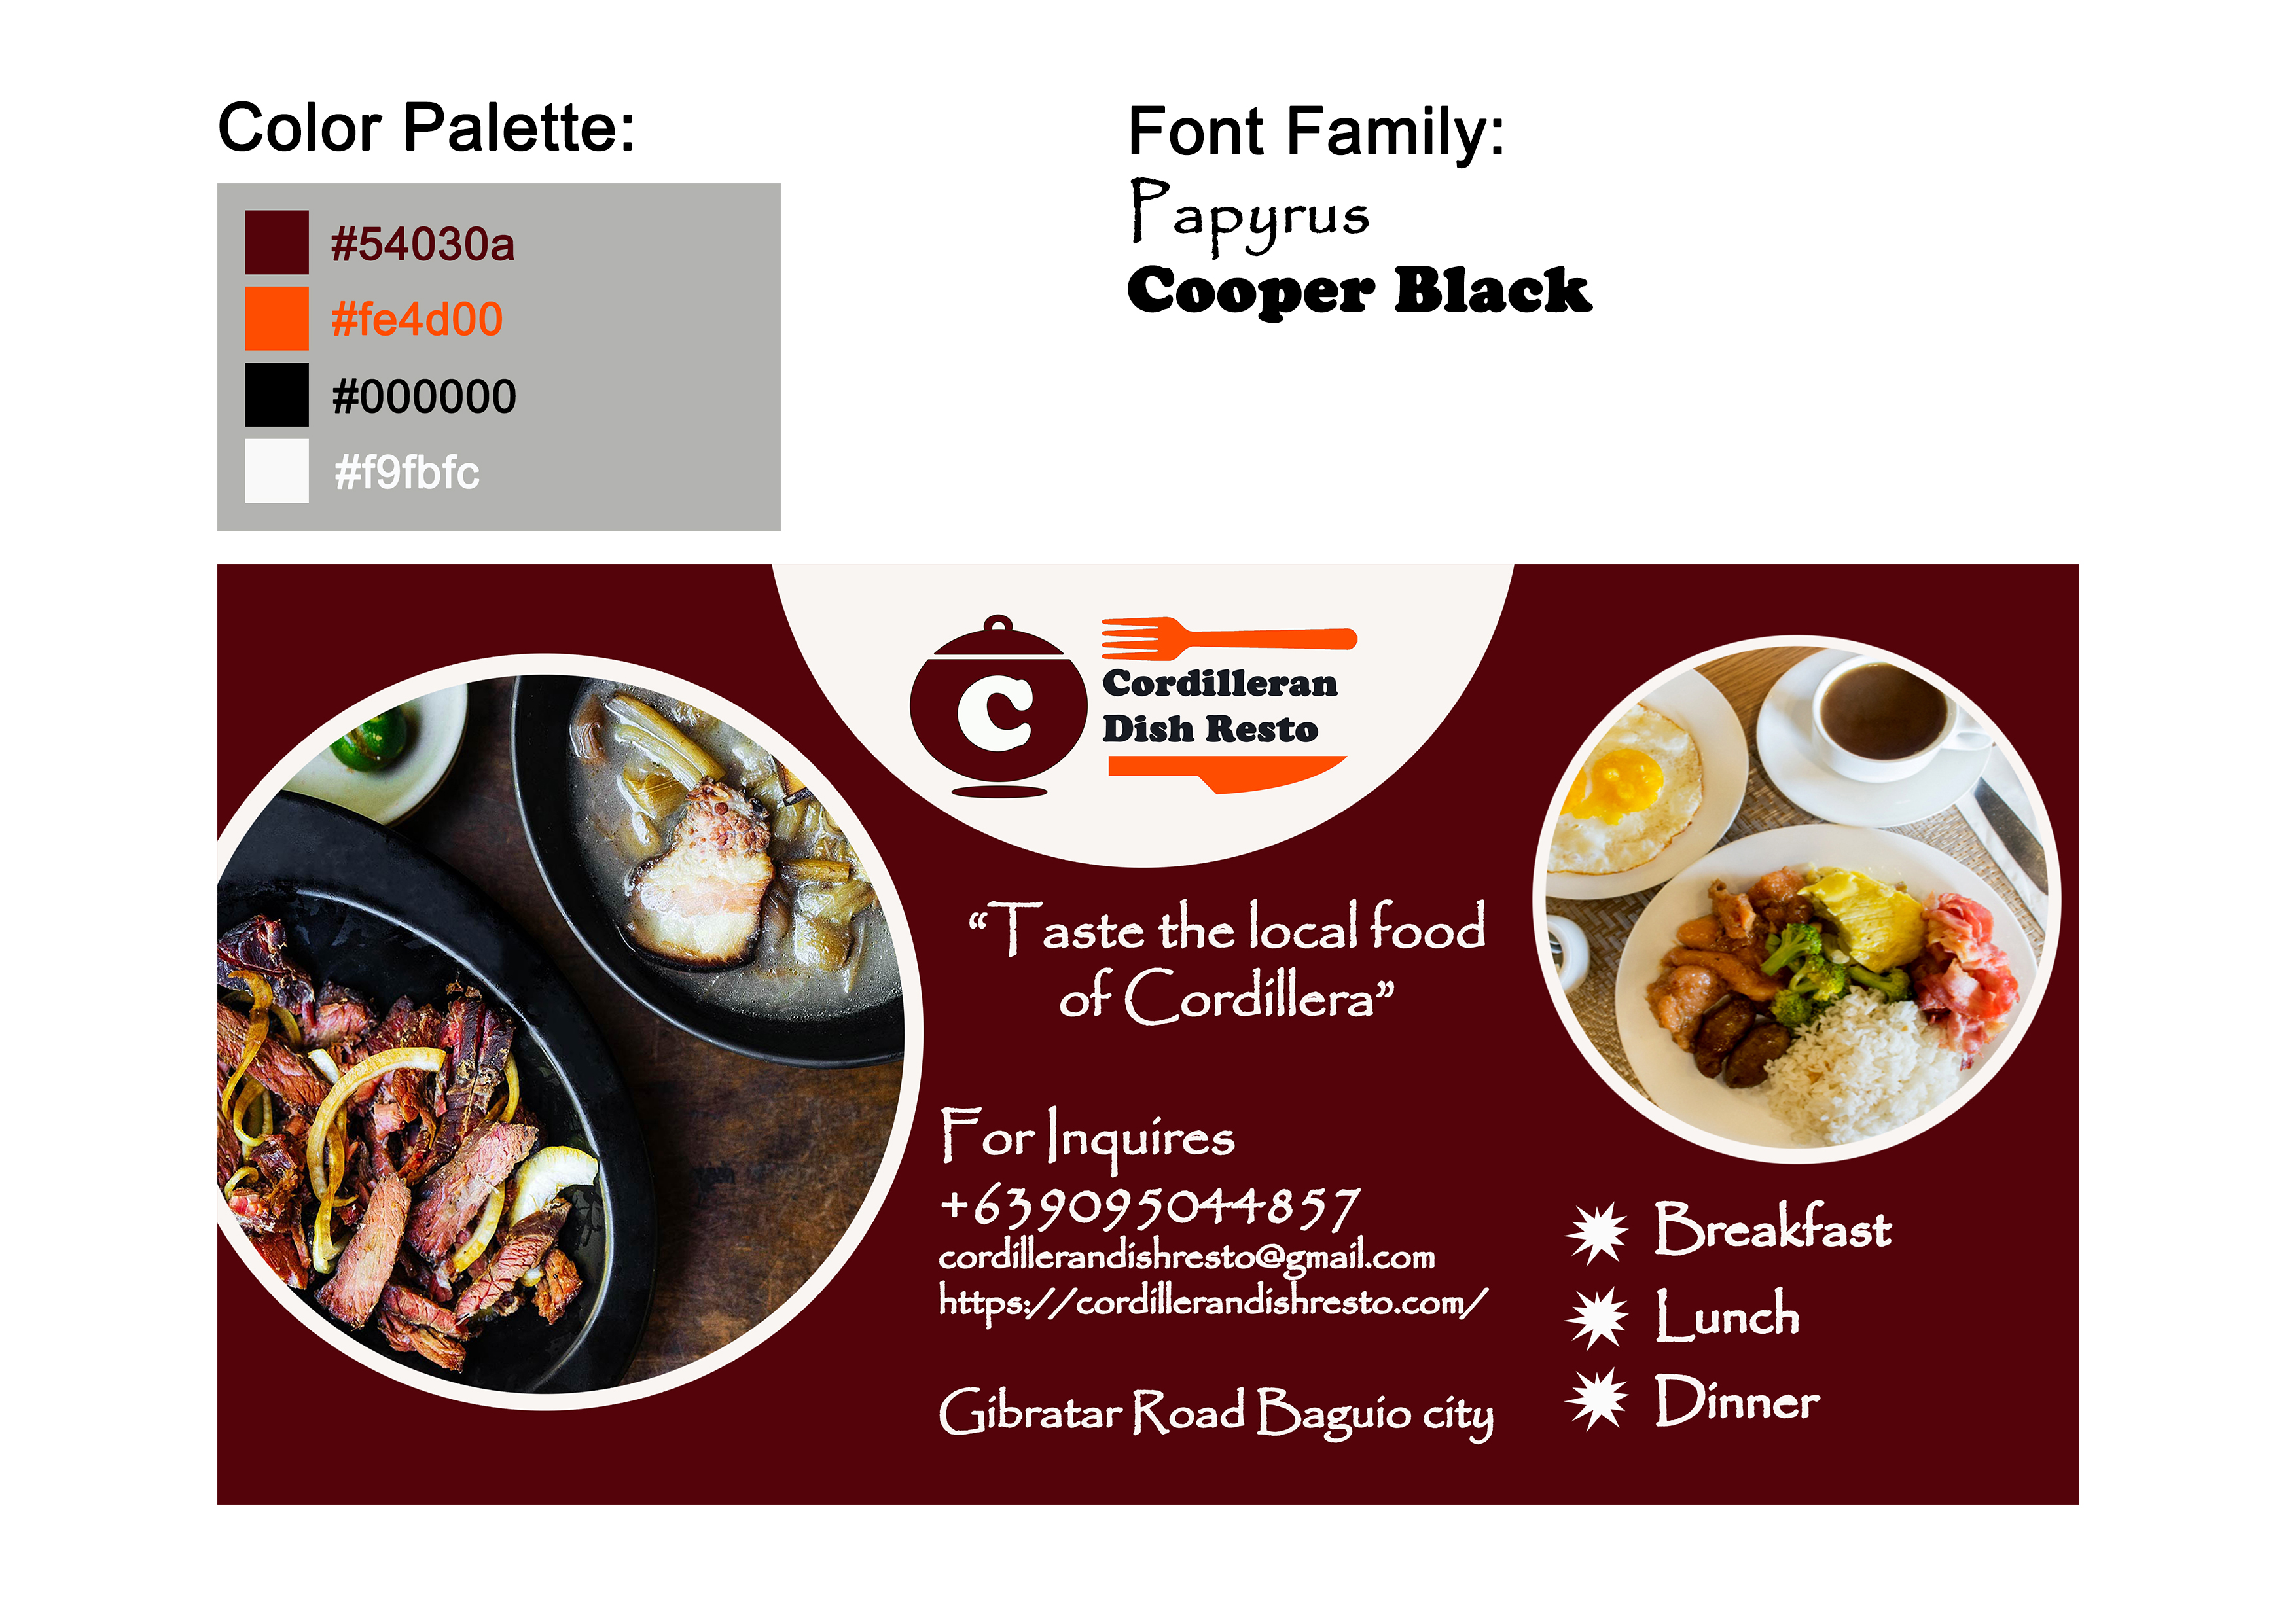 Color Palette:
#54030a
#fe4d00
#000000
#f9fbfc
Font Family:
Papyrus
Cooper Black
C
Cordilleran
Dish Resto
“Taste the local food
of Cordillera”
For Inquires
+639095044857
cordillerandishresto@gmail.com
https://cordillerandishresto.com/
Gibratar Road Baguio city
Breakfast
Lunch
Dinner